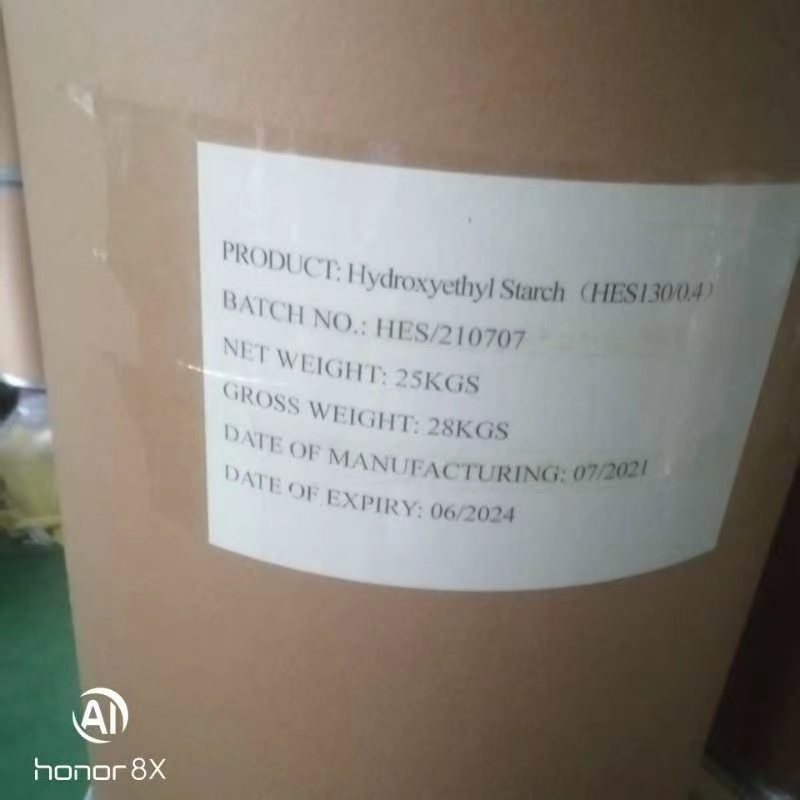 PRODUCT: Hydroxyethyl Starch（HES130/0.4）
BATCH NO.: HES/210707
NET WEIGHT: 25KGS
GROSS WEIGHT: 28KGS
DATE OF MANUFACTURING: 07/2021
DATE OF EXPIRY: 06/2024
AI
honor 8X